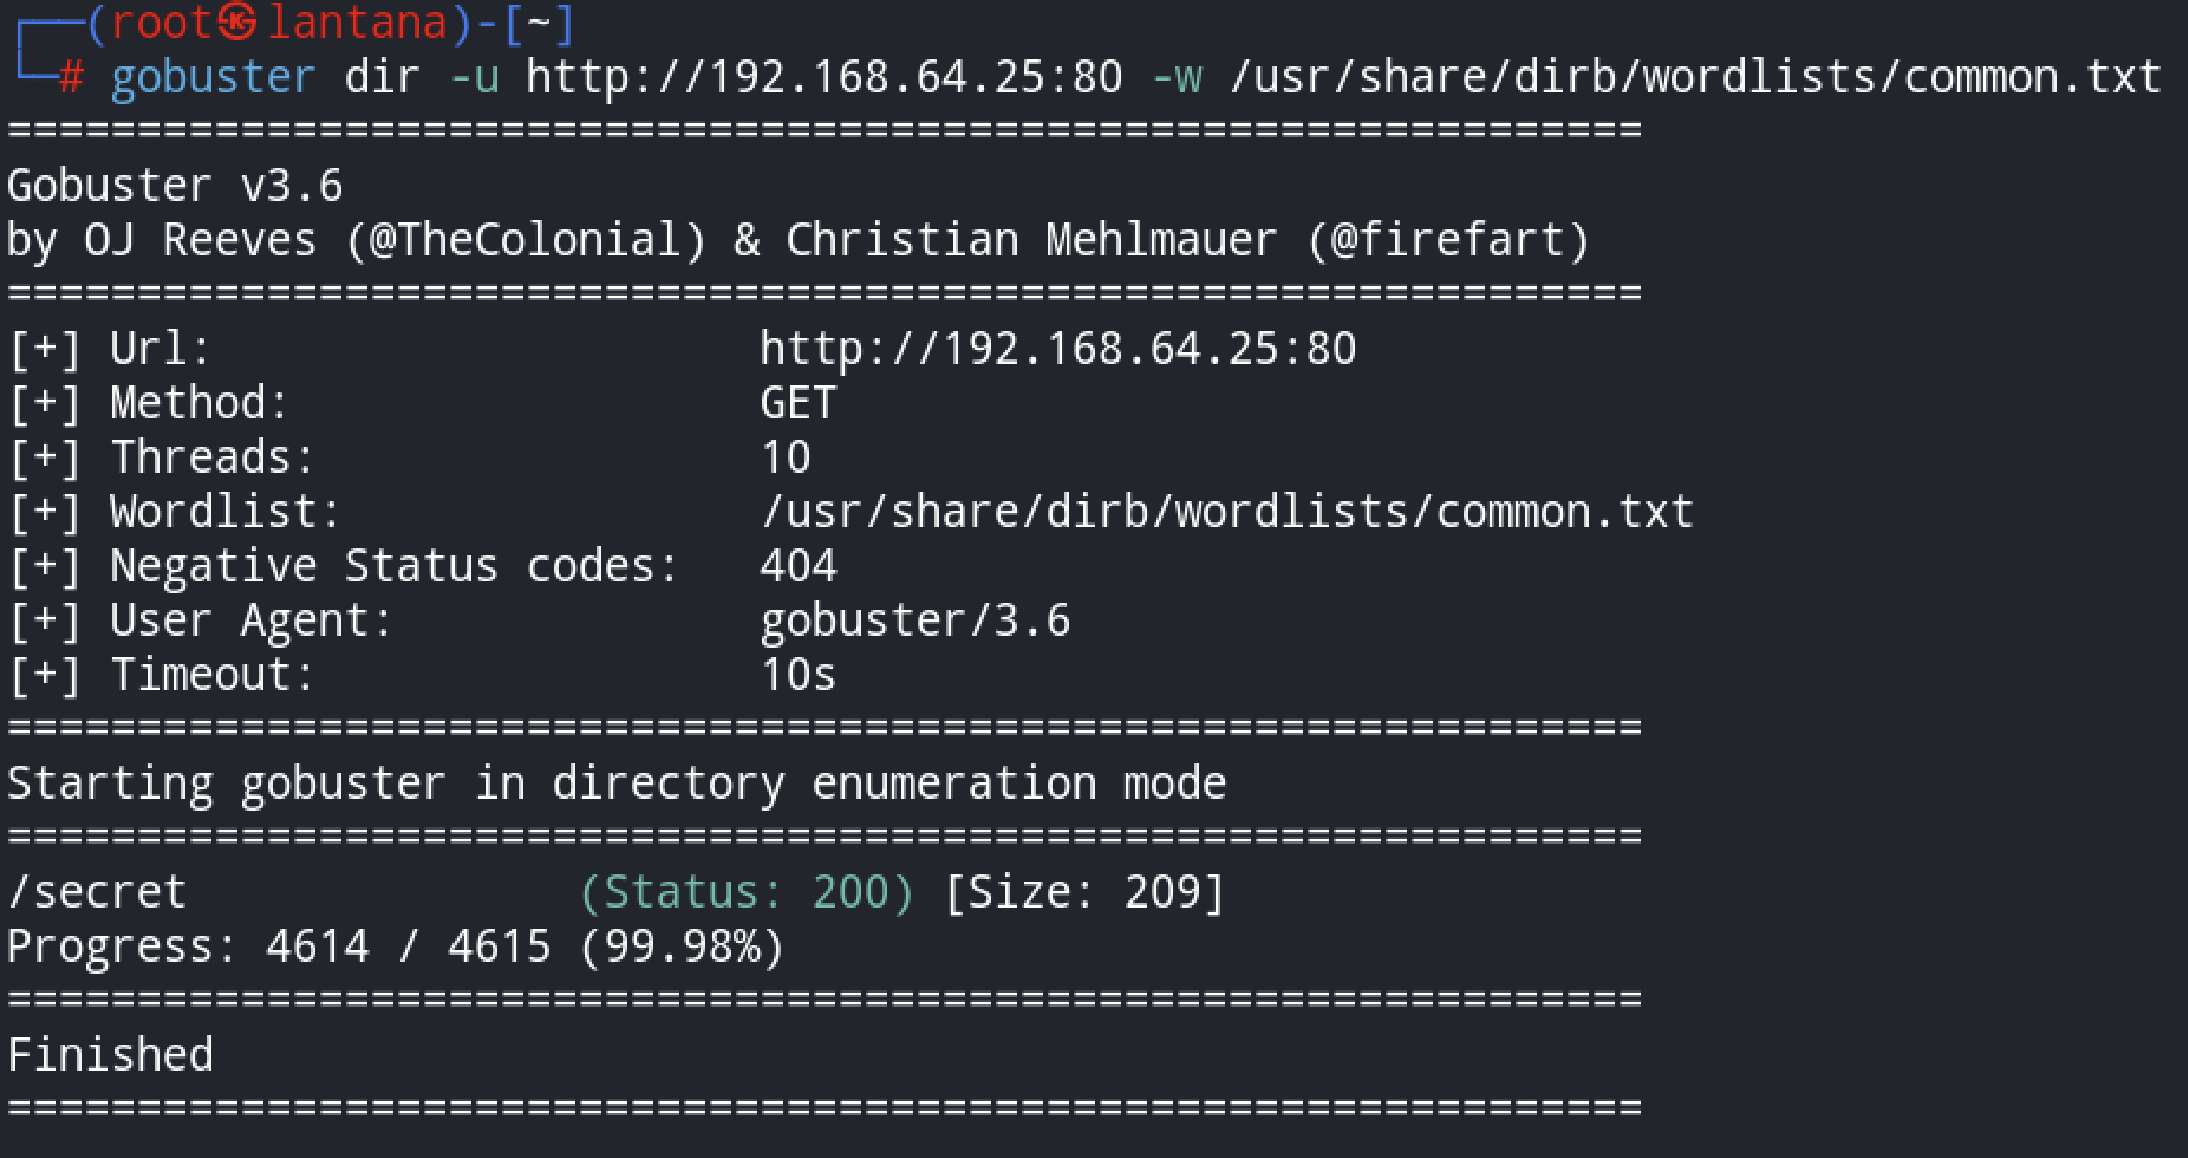 ┌──(root㉿lantana)-[~]
└─# gobuster dir -u http://192.168.64.25:80 -w /usr/share/dirb/wordlists/common.txt
===============================================================
Gobuster v3.6
by OJ Reeves (@TheColonial) & Christian Mehlmauer (@firefart)
===============================================================
[+] Url:                     http://192.168.64.25:80
[+] Method:                  GET
[+] Threads:                 10
[+] Wordlist:                /usr/share/dirb/wordlists/common.txt
[+] Negative Status codes:   404
[+] User Agent:              gobuster/3.6
[+] Timeout:                 10s
===============================================================
Starting gobuster in directory enumeration mode
===============================================================
/secret               (Status: 200) [Size: 209]
Progress: 4614 / 4615 (99.98%)
===============================================================
Finished
===============================================================